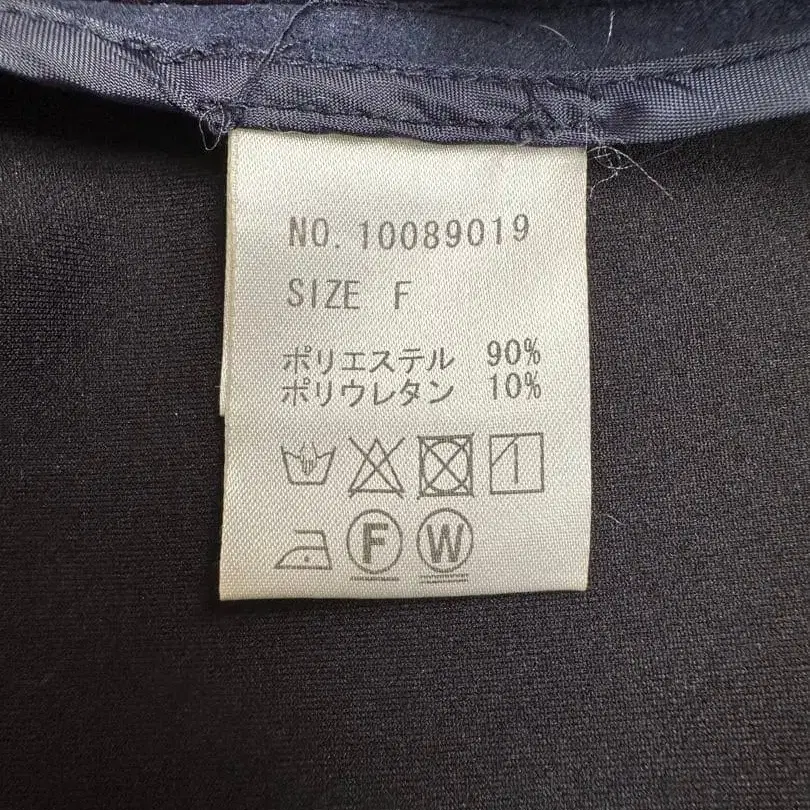 NO. 10089019
SIZE F
ポリエステル 90%
ポリウレタン 10%
F W